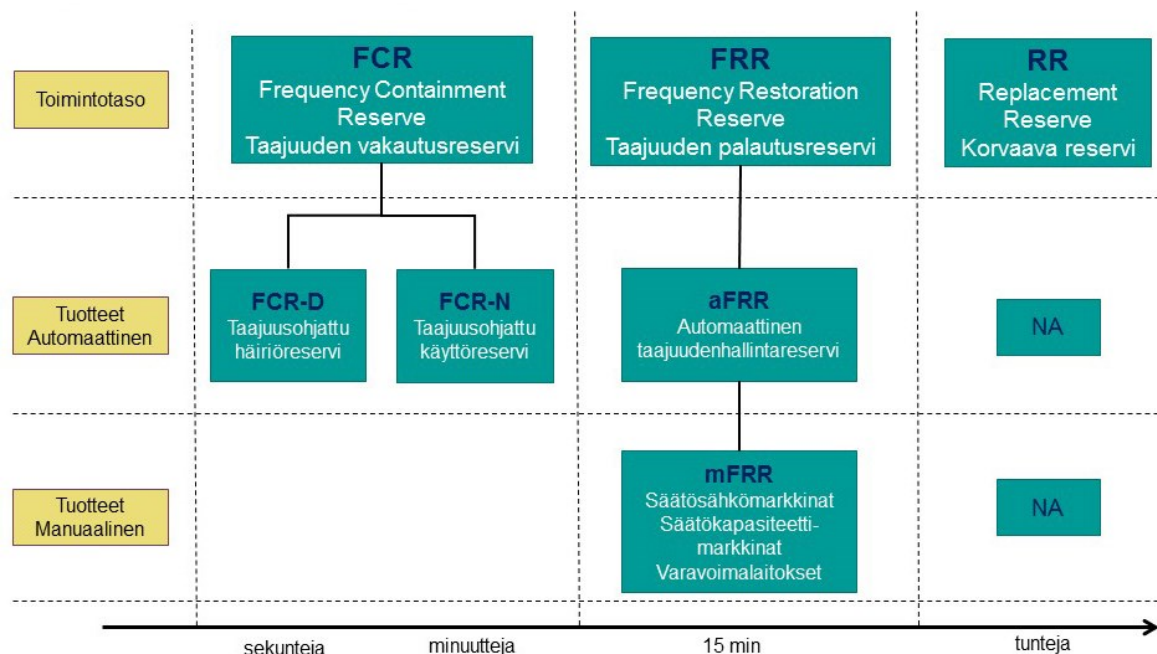 Toimintotaso
FCR
Frequency Containment
Reserve
Taajuuden vakautusreservi
FRR
Frequency Restoration
Reserve
Taajuuden palautusreservi
RR
Replacement
Reserve
Korvaava reservi
Tuotteet
Automaattinen
FCR-D
Taajuusohjattu
häiriöreservi
FCR-N
Taajuusohjattu
käyttöreservi
aFRR
Automaattinen
taajuudenhallintareservi
NA
Tuotteet
Manuaalinen
mFRR
Säätösähkömarkkinat
Säätökapasiteetti-
markkinat
Varavoimalaitokset
NA
sekunteja
minuutteja
15 min
tunteja